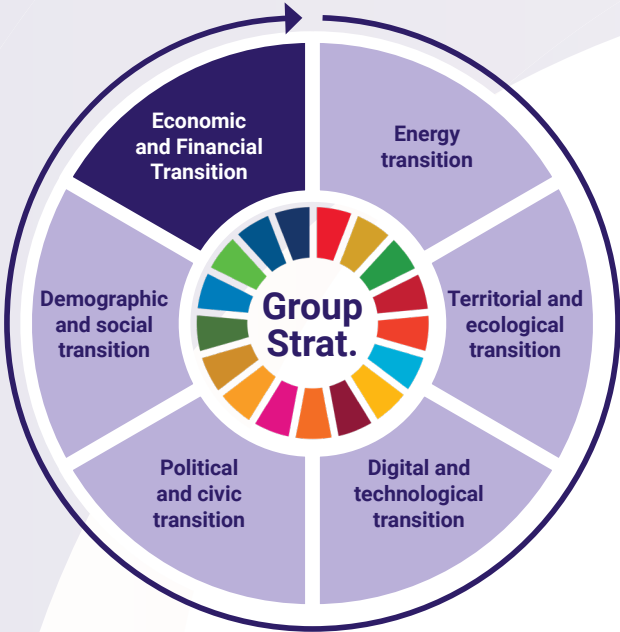 Economic
and Financial
Transition
Energy
transition
Territorial and
ecological
transition
Digital and
technological
transition
Political
and civic
transition
Demographic
and social
transition
Group
Strat.